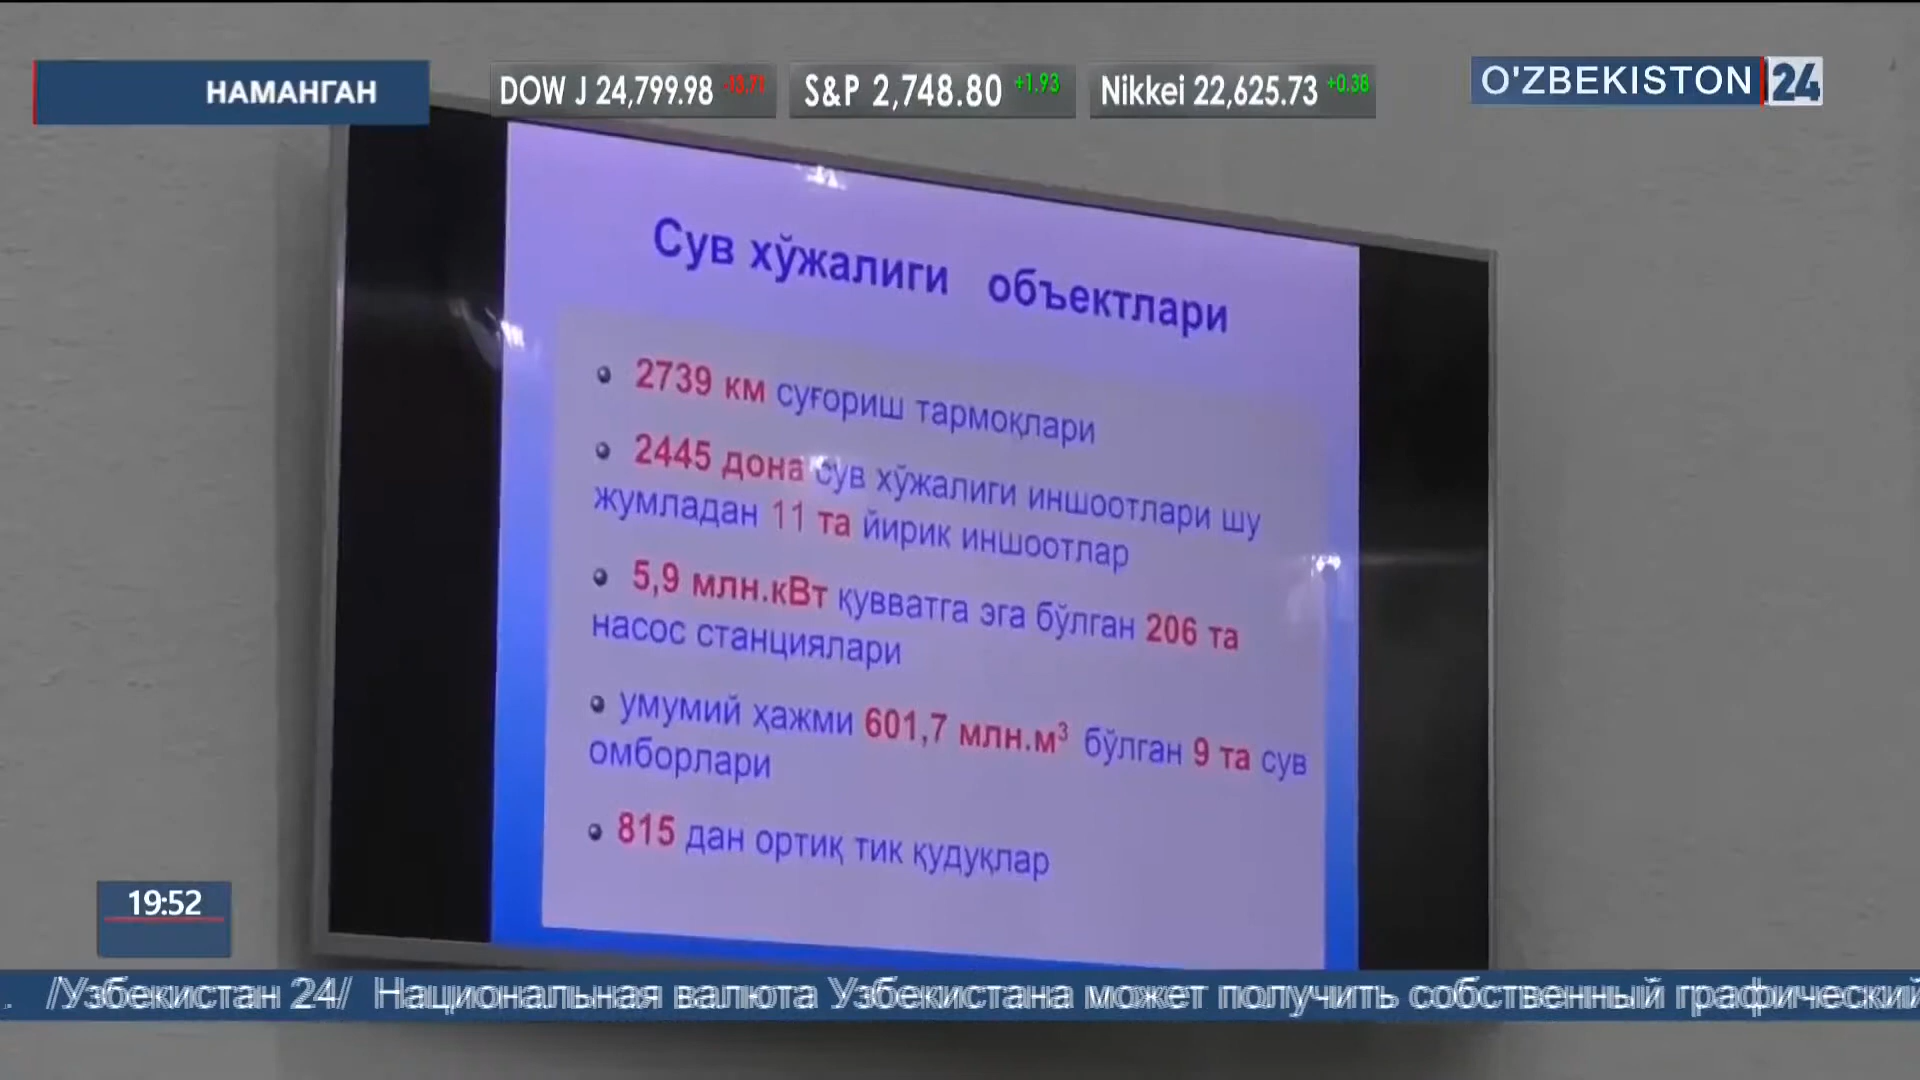 НАМАНГАН
DOW J 24,799.98 -13.71
S&P 2,748.80 +1.93
Nikkei 22,625.73 +0.38
O'ZBEKISTON 24
Сув хўжалиги объектлари
2739 км суғориш тармоқлари
2445 дона сув хўжалиги иншоотлари шу
жумладан 11 та йирик иншоотлар
5,9 млн.кВт қувватга эга бўлган 206 та
насос станциялари
умумий ҳажми 601,7 млн.м³ бўлган 9 та сув
омборлари
815 дан ортиқ тик қудуқлар
19:52
. /Узбекистан 24/ Национальная валюта Узбекистана может получить собственный графический